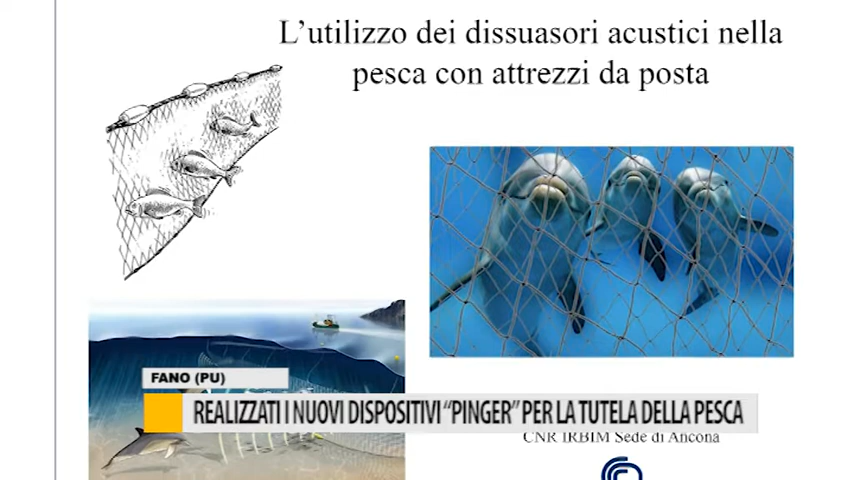 L'utilizzo dei dissuasori acustici nella
pesca con attrezzi da posta
FANO (PU)
REALIZZATI I NUOVI DISPOSITIVI “PINGER” PER LA TUTELA DELLA PESCA
CNR IRBIM Sede di Ancona